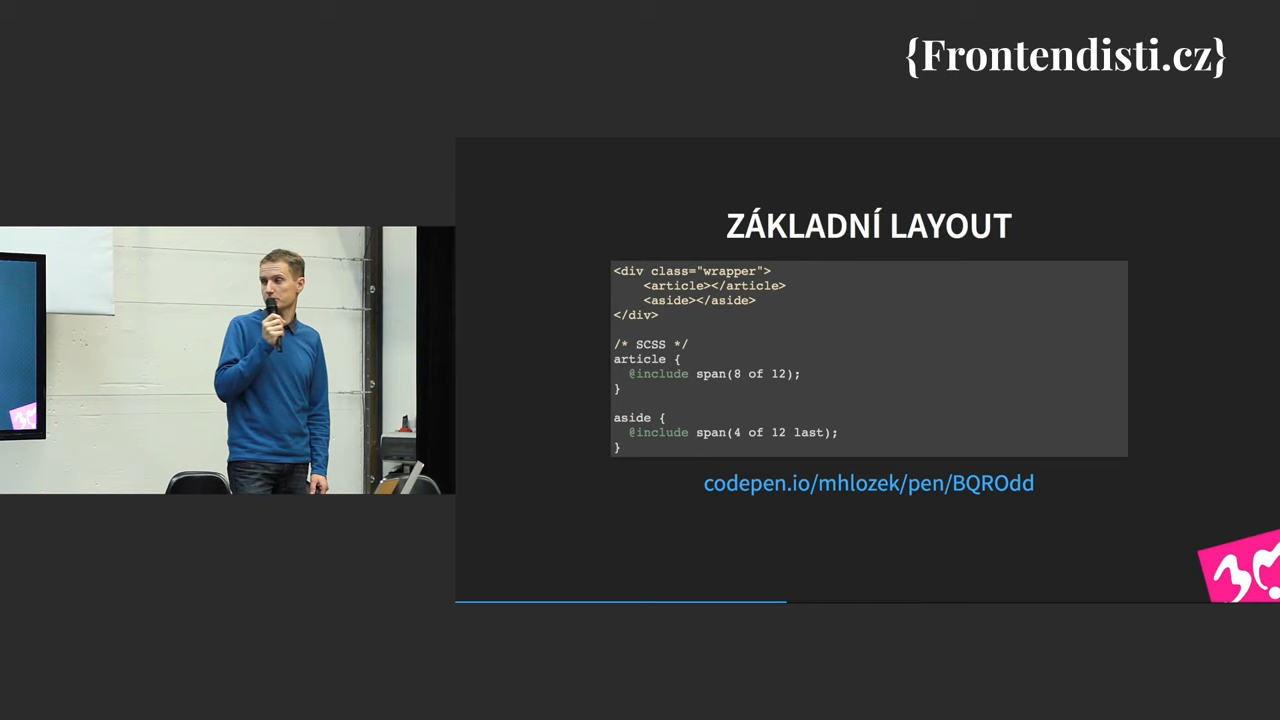 {Frontendisti.cz}
ZÁKLADNÍ LAYOUT
<div class="wrapper">
    <article></article>
    <aside></aside>
</div>
/* SCSS */
article {
  @include span(8 of 12);
}
aside {
  @include span(4 of 12 last);
}
codepen.io/mhlozek/pen/BQROdd